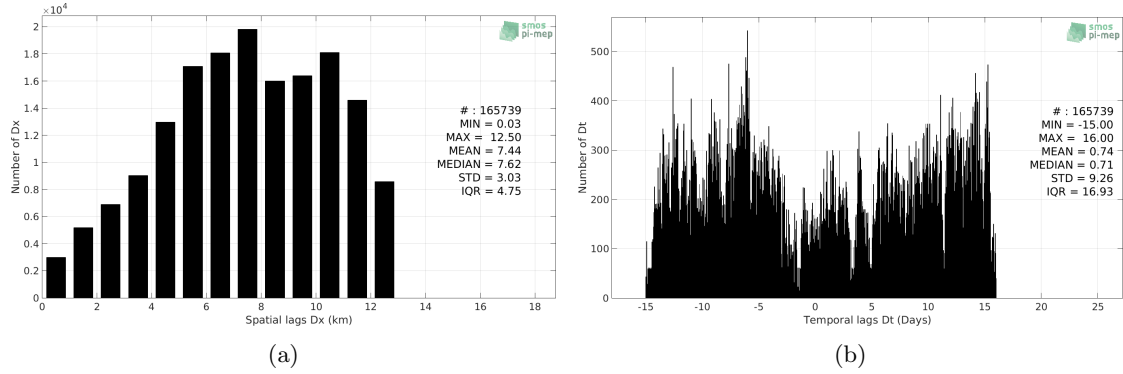 ×10⁴
2
1.8
1.6
1.4
1.2
1
0.8
0.6
0.4
0.2
0
Number of Dx
0 2 4 6 8 10 12 14 16 18
Spatial lags Dx (km)
smos
pi-mep
# : 165739
MIN = 0.03
MAX = 12.50
MEAN = 7.44
MEDIAN = 7.62
STD = 3.03
IQR = 4.75
(a)
500
400
300
200
100
0
Number of Dt
-15 -10 -5 0 5 10 15 20 25
Temporal lags Dt (Days)
smos
pi-mep
# : 165739
MIN = -15.00
MAX = 16.00
MEAN = 0.74
MEDIAN = 0.71
STD = 9.26
IQR = 16.93
(b)